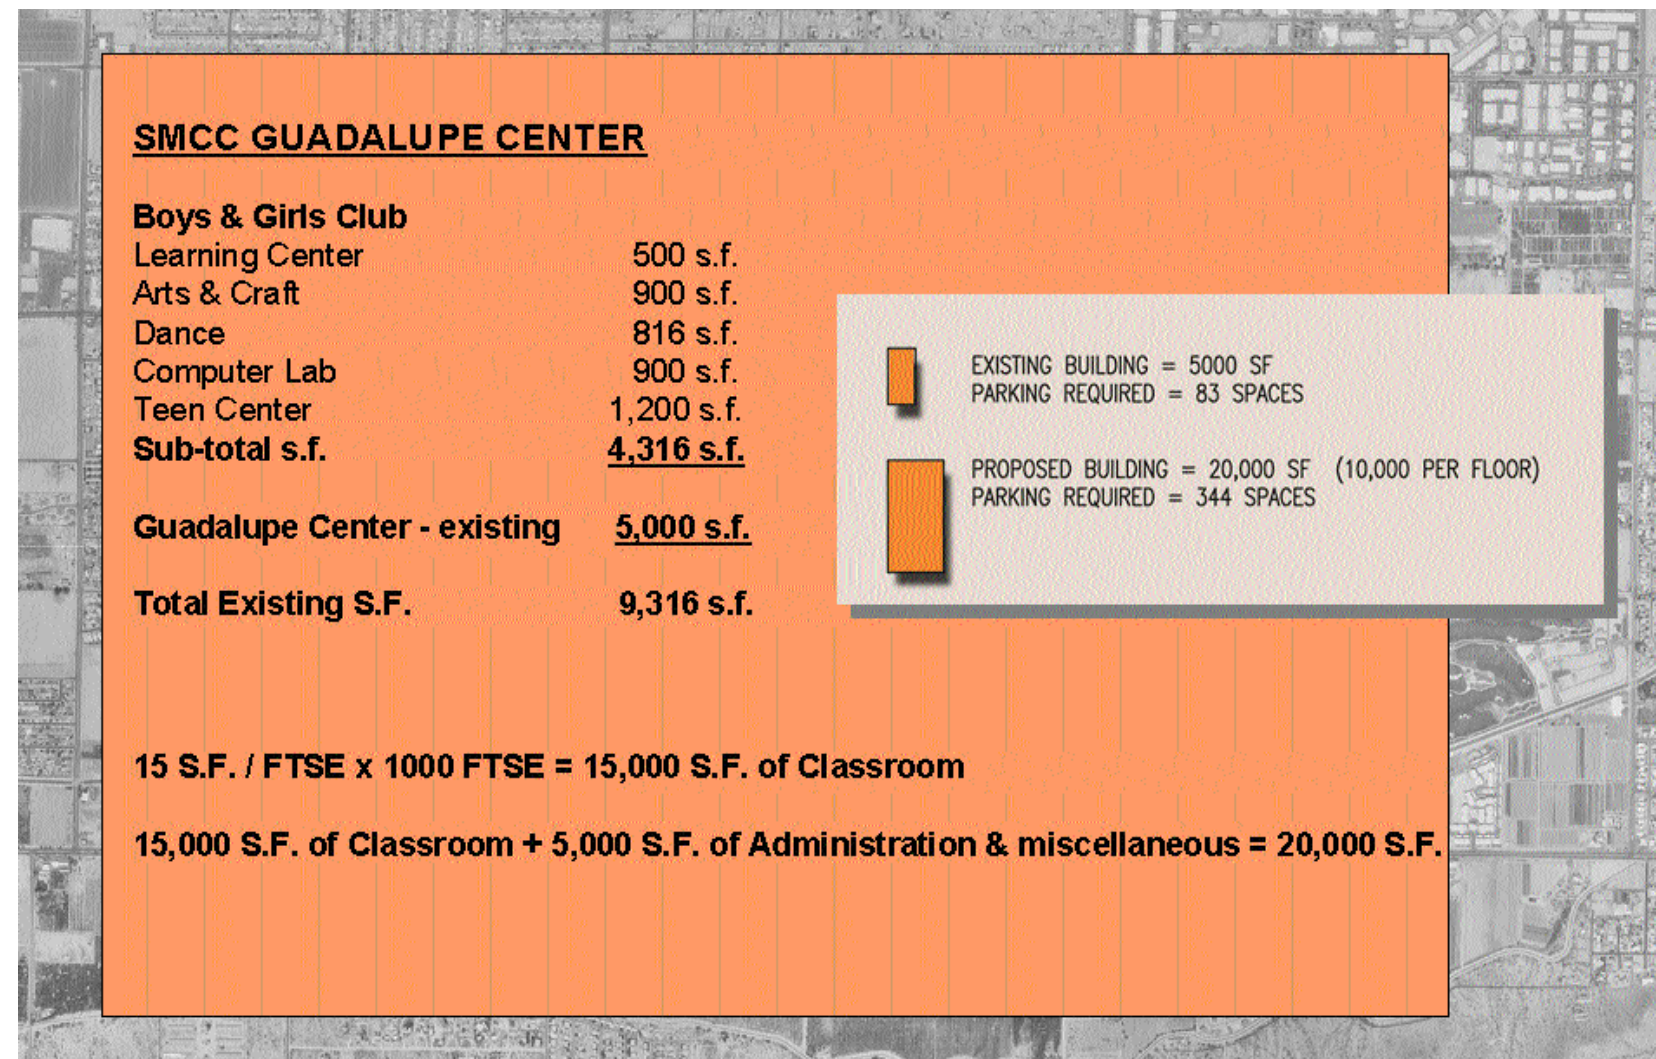 SMCC GUADALUPE CENTER
Boys & Girls Club
Learning Center 500 s.f.
Arts & Craft 900 s.f.
Dance 816 s.f.
Computer Lab 900 s.f.
Teen Center 1,200 s.f.
Sub-total s.f. 4,316 s.f.
Guadalupe Center - existing 5,000 s.f.
Total Existing S.F. 9,316 s.f.
EXISTING BUILDING = 5000 SF
PARKING REQUIRED = 83 SPACES
PROPOSED BUILDING = 20,000 SF (10,000 PER FLOOR)
PARKING REQUIRED = 344 SPACES
15 S.F. / FTSE x 1000 FTSE = 15,000 S.F. of Classroom
15,000 S.F. of Classroom + 5,000 S.F. of Administration & miscellaneous = 20,000 S.F.